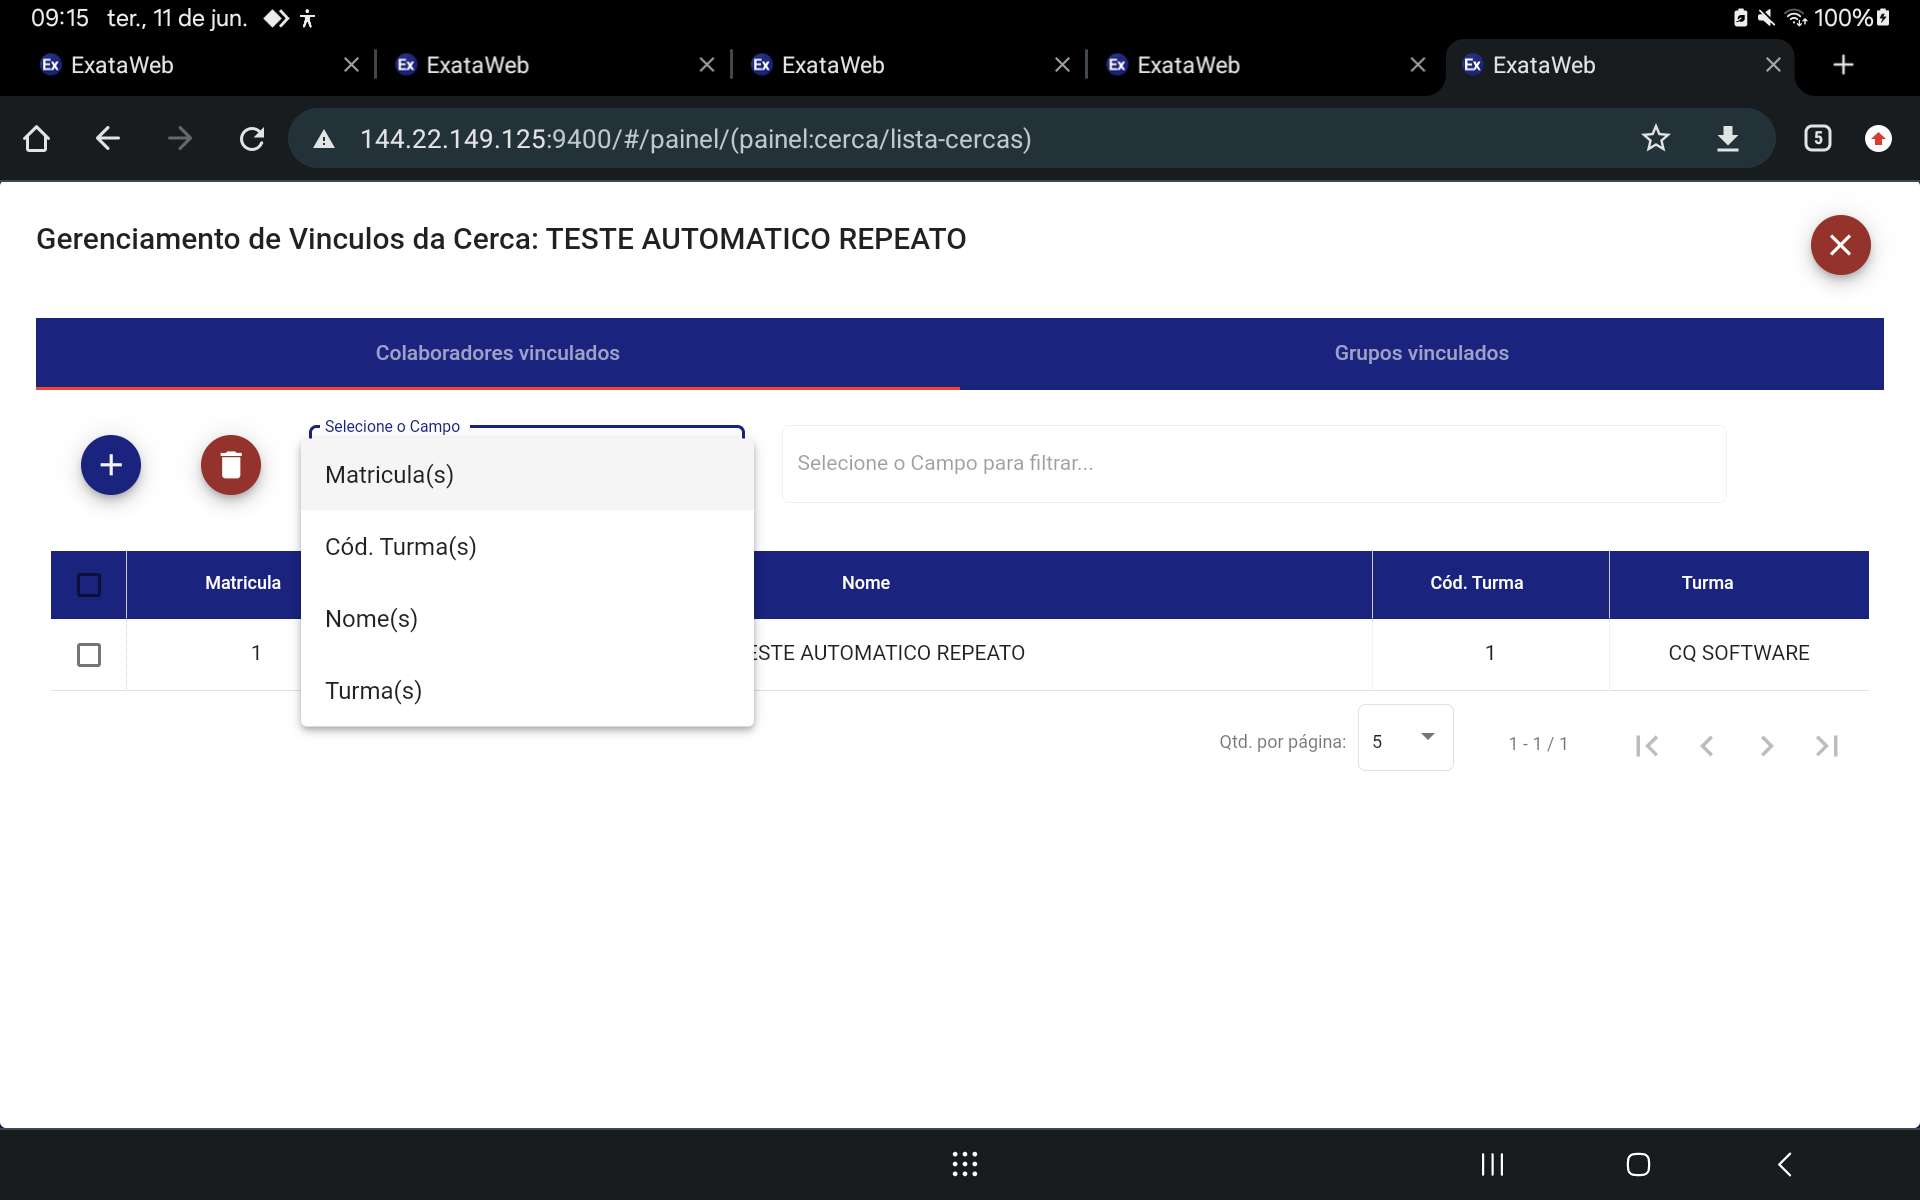 09:15 ter., 11 de jun. 100%
Ex ExataWeb Ex ExataWeb Ex ExataWeb Ex ExataWeb Ex ExataWeb
144.22.149.125:9400/#/painel/(painel:cerca/lista-cercas) 5
Gerenciamento de Vinculos da Cerca: TESTE AUTOMATICO REPEATO
Colaboradores vinculados Grupos vinculados
Selecione o Campo
Selecione o Campo para filtrar...
Matricula(s)
Cód. Turma(s)
Nome(s)
Turma(s)
Matricula Nome Cód. Turma Turma
1 ESTE AUTOMATICO REPEATO 1 CQ SOFTWARE
Qtd. por página: 5 1 - 1 / 1